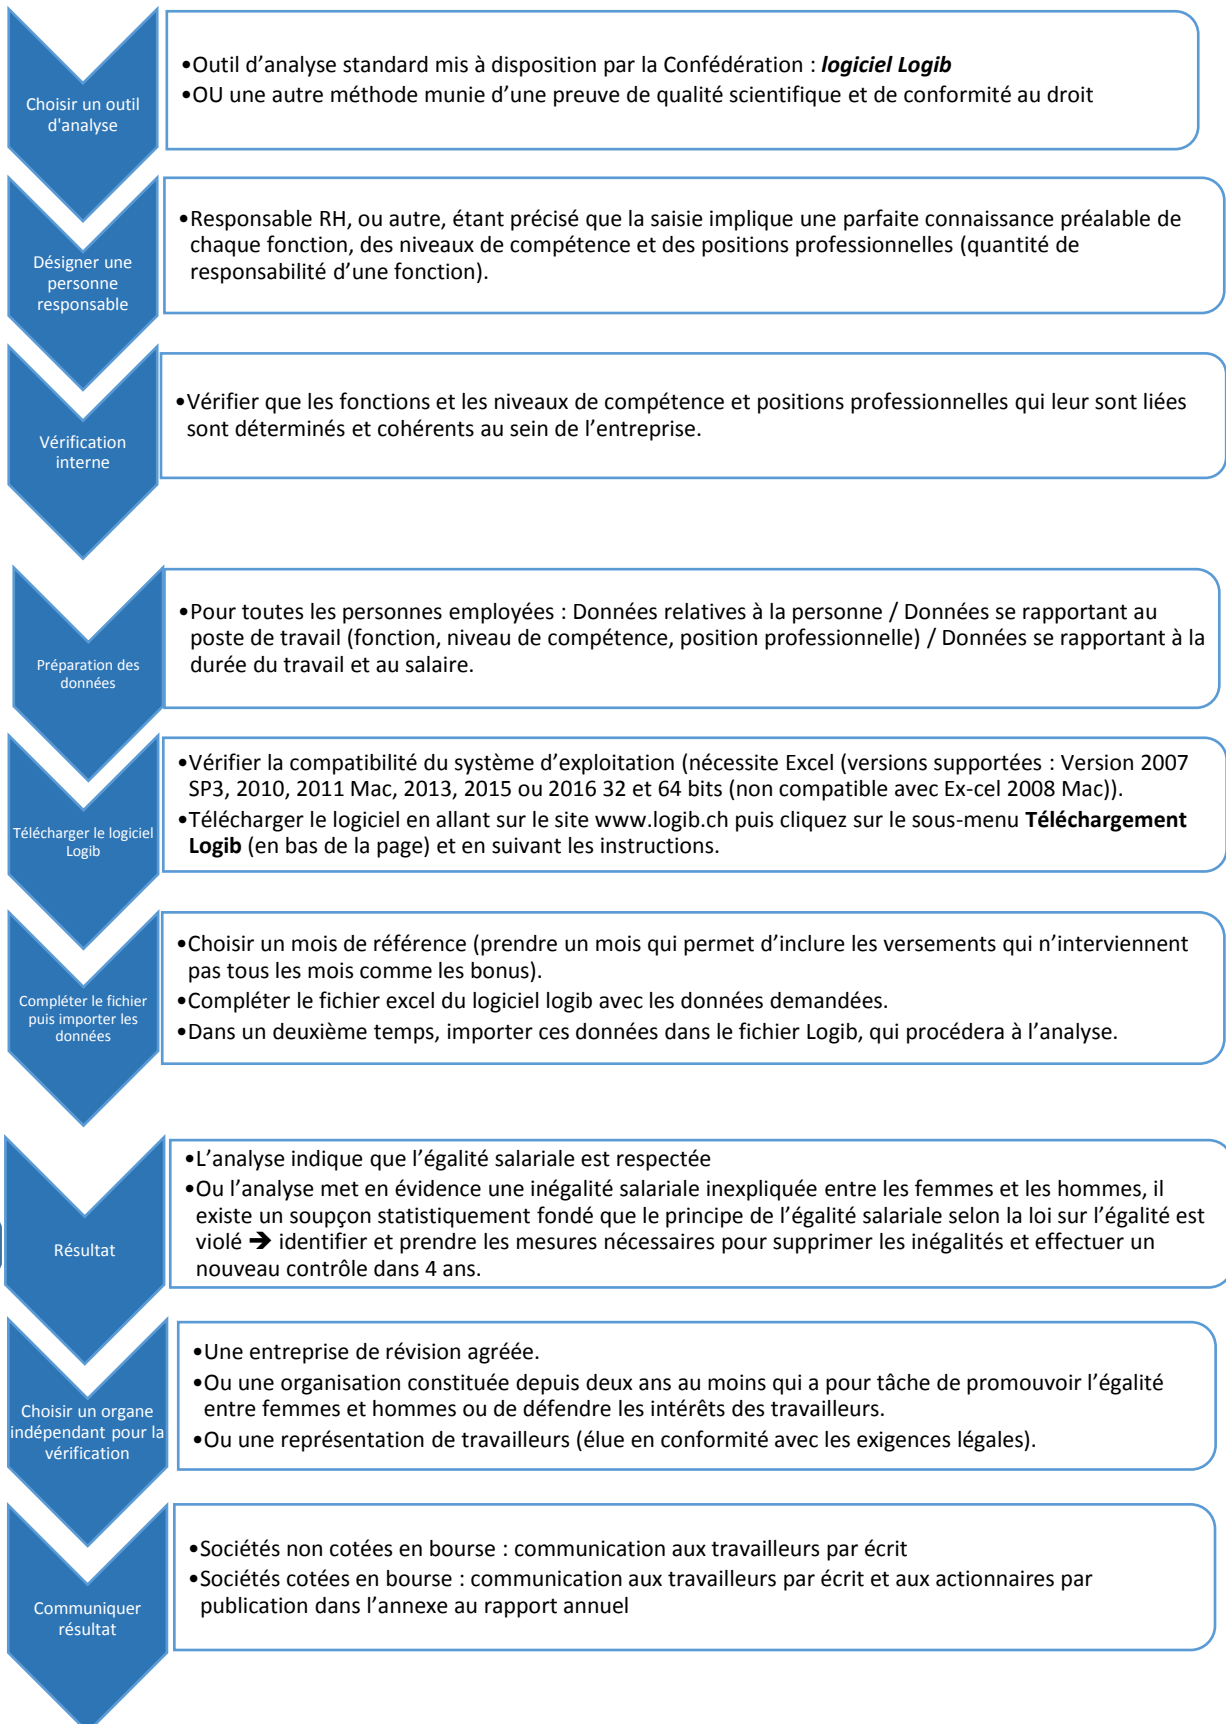 Choisir un outil
d'analyse
•Outil d'analyse standard mis à disposition par la Confédération : logiciel Logib
•OU une autre méthode munie d'une preuve de qualité scientifique et de conformité au droit
Désigner une
personne
responsable
•Responsable RH, ou autre, étant précisé que la saisie implique une parfaite connaissance préalable de
chaque fonction, des niveaux de compétence et des positions professionnelles (quantité de
responsabilité d'une fonction).
Vérification
interne
•Vérifier que les fonctions et les niveaux de compétence et positions professionnelles qui leur sont liées
sont déterminés et cohérents au sein de l'entreprise.
Préparation des
données
•Pour toutes les personnes employées : Données relatives à la personne / Données se rapportant au
poste de travail (fonction, niveau de compétence, position professionnelle) / Données se rapportant à la
durée du travail et au salaire.
Télécharger le logiciel
Logib
•Vérifier la compatibilité du système d'exploitation (nécessite Excel (versions supportées : Version 2007
SP3, 2010, 2011 Mac, 2013, 2015 ou 2016 32 et 64 bits (non compatible avec Ex-cel 2008 Mac)).
•Télécharger le logiciel en allant sur le site www.logib.ch puis cliquez sur le sous-menu Téléchargement
Logib (en bas de la page) et en suivant les instructions.
Compléter le fichier
puis importer les
données
•Choisir un mois de référence (prendre un mois qui permet d'inclure les versements qui n'interviennent
pas tous les mois comme les bonus).
•Compléter le fichier excel du logiciel logib avec les données demandées.
•Dans un deuxième temps, importer ces données dans le fichier Logib, qui procédera à l'analyse.
Résultat
•L'analyse indique que l'égalité salariale est respectée
•Ou l'analyse met en évidence une inégalité salariale inexpliquée entre les femmes et les hommes, il
existe un soupçon statistiquement fondé que le principe de l'égalité salariale selon la loi sur l'égalité est
violé ➔ identifier et prendre les mesures nécessaires pour supprimer les inégalités et effectuer un
nouveau contrôle dans 4 ans.
Choisir un organe
indépendant pour la
vérification
•Une entreprise de révision agréée.
•Ou une organisation constituée depuis deux ans au moins qui a pour tâche de promouvoir l'égalité
entre femmes et hommes ou de défendre les intérêts des travailleurs.
•Ou une représentation de travailleurs (élue en conformité avec les exigences légales).
Communiquer
résultat
•Sociétés non cotées en bourse : communication aux travailleurs par écrit
•Sociétés cotées en bourse : communication aux travailleurs par écrit et aux actionnaires par
publication dans l'annexe au rapport annuel